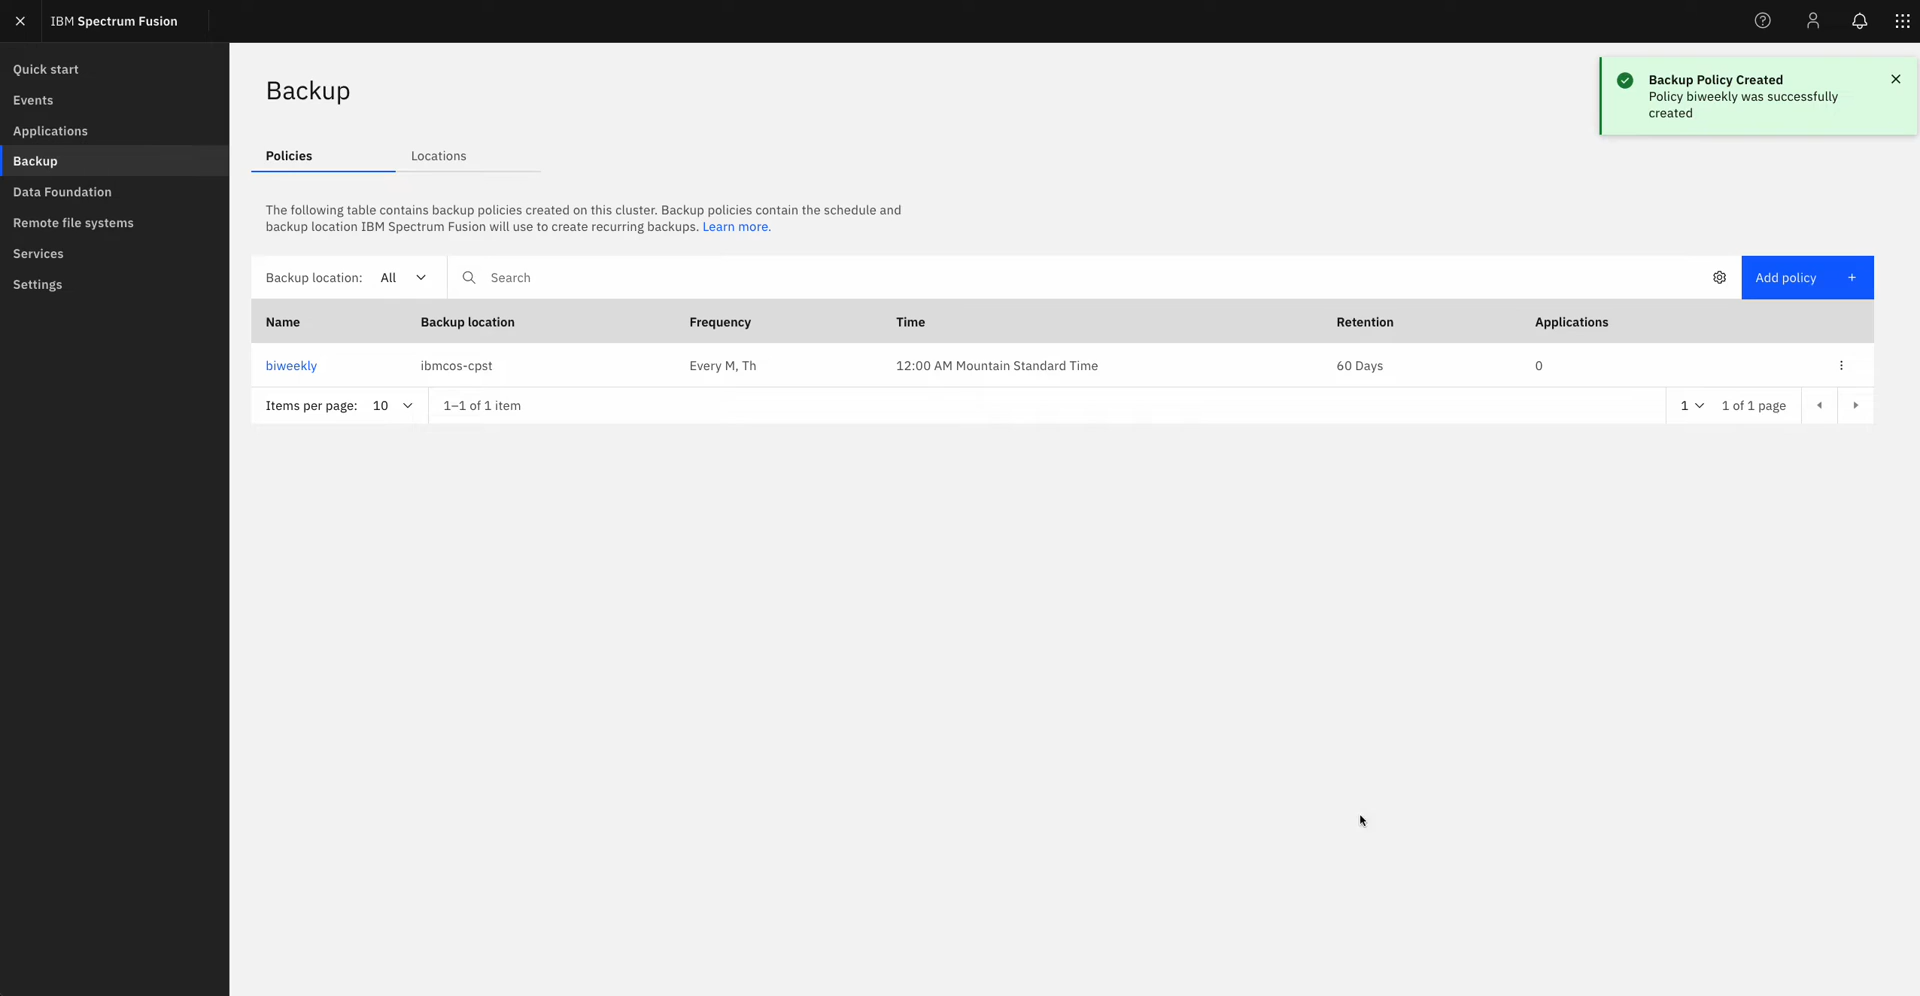 IBM Spectrum Fusion
Quick start
Events
Applications
Backup
Data Foundation
Remote file systems
Services
Settings
Backup
Backup Policy Created
Policy biweekly was successfully
created
Policies Locations
The following table contains backup policies created on this cluster. Backup policies contain the schedule and
backup location IBM Spectrum Fusion will use to create recurring backups. Learn more.
Backup location: All Search Add policy +
Name Backup location Frequency Time Retention Applications
biweekly ibmcos-cpst Every M, Th 12:00 AM Mountain Standard Time 60 Days 0
Items per page: 10 1–1 of 1 item 1 1 of 1 page